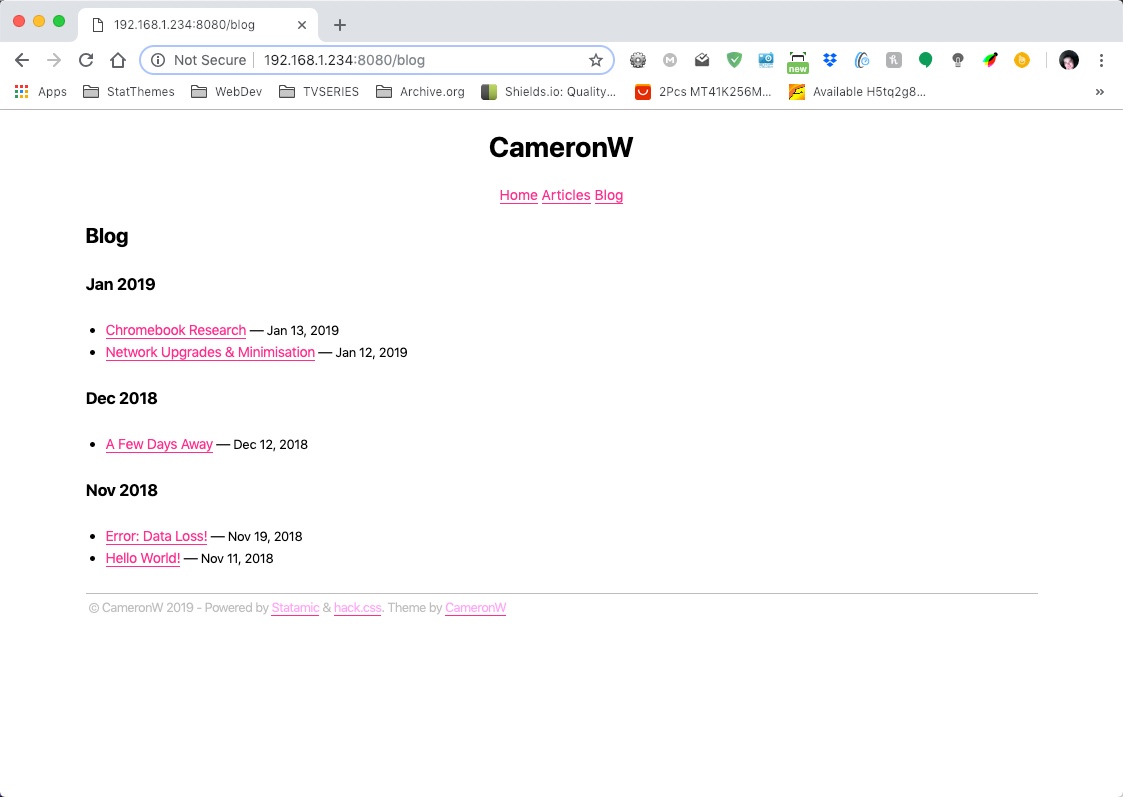 192.168.1.234:8080/blog
Not Secure 192.168.1.234:8080/blog
new
Apps StatThemes WebDev TVSERIES Archive.org Shields.io: Quality... 2Pcs MT41K256M... Available H5tq2g8... »
CameronW
Home Articles Blog
Blog
Jan 2019
• Chromebook Research — Jan 13, 2019
• Network Upgrades & Minimisation — Jan 12, 2019
Dec 2018
• A Few Days Away — Dec 12, 2018
Nov 2018
• Error: Data Loss! — Nov 19, 2018
• Hello World! — Nov 11, 2018
© CameronW 2019 - Powered by Statamic & hack.css. Theme by CameronW